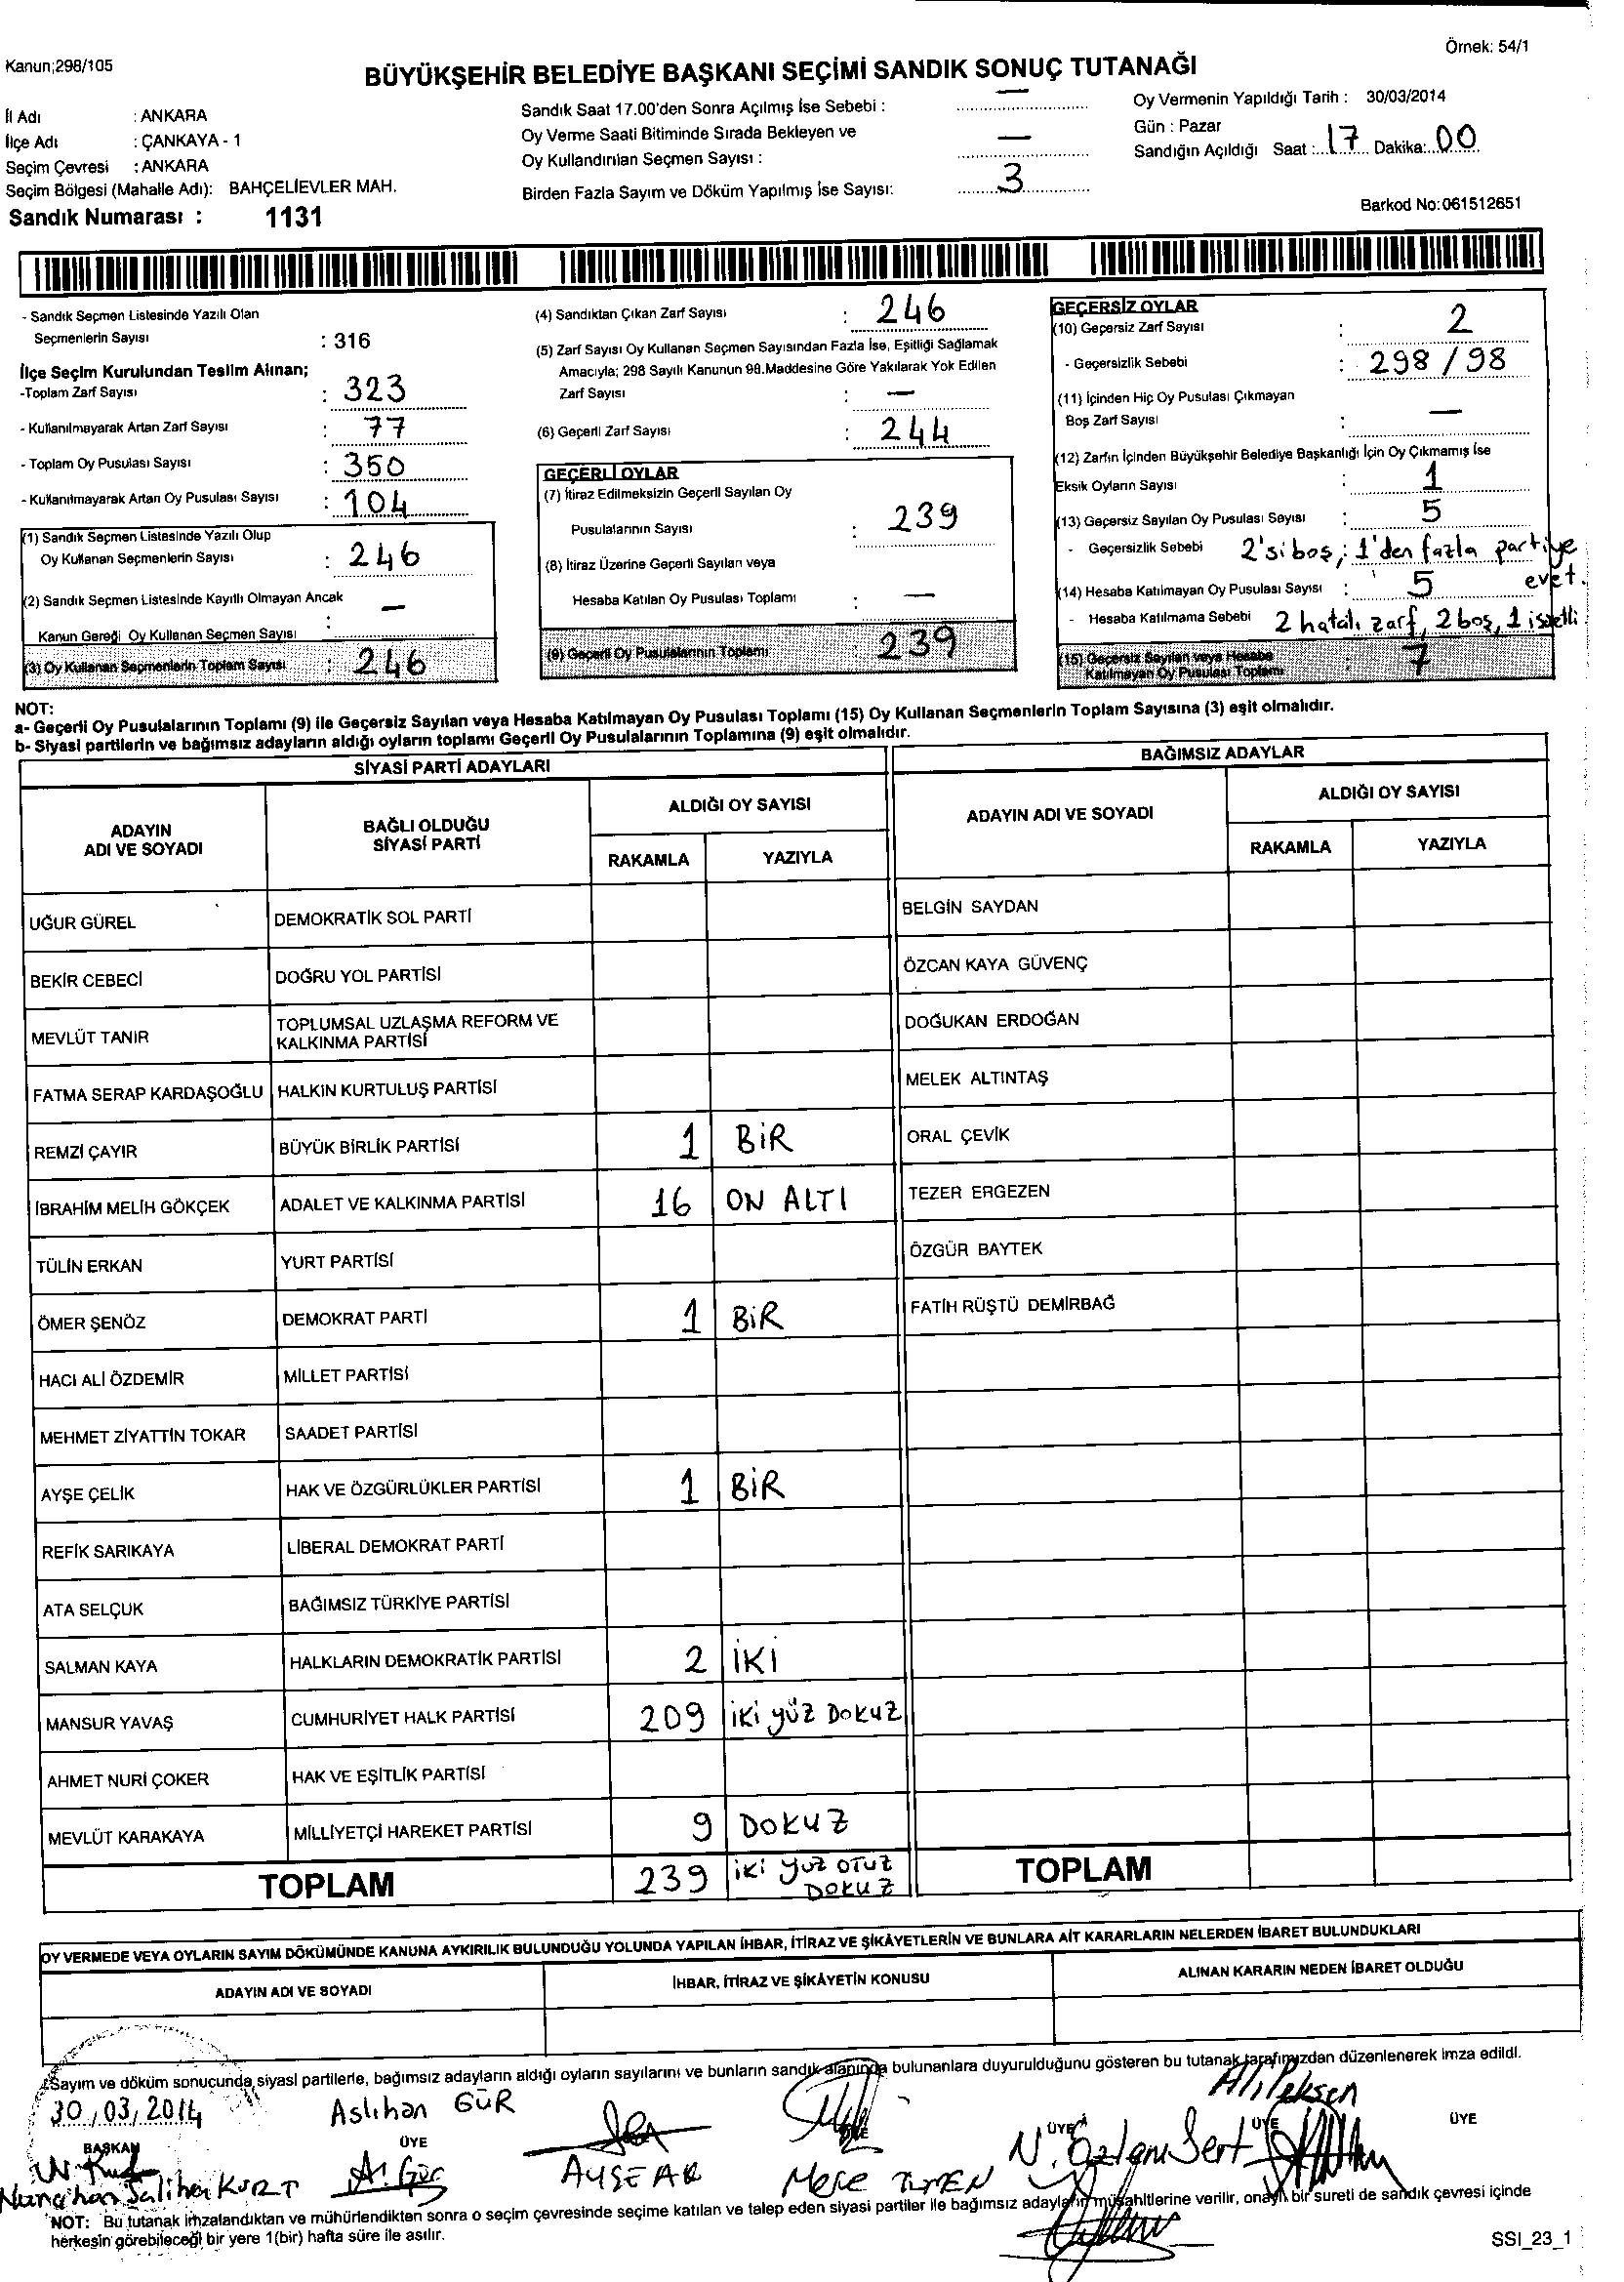 Kanun;298/105
Örnek: 54/1
BÜYÜKŞEHİR BELEDİYE BAŞKANI SEÇİMİ SANDIK SONUÇ TUTANAĞI
İl Adı : ANKARA
İlçe Adı : ÇANKAYA - 1
Seçim Çevresi : ANKARA
Seçim Bölgesi (Mahalle Adı): BAHÇELİEVLER MAH.
Sandık Numarası : 1131
Sandık Saat 17.00'den Sonra Açılmış İse Sebebi : —
Oy Verme Saati Bitiminde Sırada Bekleyen ve
Oy Kullandırılan Seçmen Sayısı : —
Birden Fazla Sayım ve Döküm Yapılmış İse Sayısı: 3
Oy Vermenin Yapıldığı Tarih : 30/03/2014
Gün : Pazar
Sandığın Açıldığı Saat : 17 Dakika: 00
Barkod No:061512651
- Sandık Seçmen Listesinde Yazılı Olan
Seçmenlerin Sayısı : 316
İlçe Seçim Kurulundan Teslim Alınan;
-Toplam Zarf Sayısı : 323
- Kullanılmayarak Artan Zarf Sayısı : 77
- Toplam Oy Pusulası Sayısı : 350
- Kullanılmayarak Artan Oy Pusulası Sayısı : 104
(1) Sandık Seçmen Listesinde Yazılı Olup
Oy Kullanan Seçmenlerin Sayısı : 246
(2) Sandık Seçmen Listesinde Kayıtlı Olmayan Ancak
Kanun Gereği Oy Kullanan Seçmen Sayısı : —
(3) Oy Kullanan Seçmenlerin Toplam Sayısı : 246
(4) Sandıktan Çıkan Zarf Sayısı : 246
(5) Zarf Sayısı Oy Kullanan Seçmen Sayısından Fazla İse, Eşitliği Sağlamak
Amacıyla; 298 Sayılı Kanunun 98.Maddesine Göre Yakılarak Yok Edilen
Zarf Sayısı : —
(6) Geçerli Zarf Sayısı : 244
GEÇERLİ OYLAR
(7) İtiraz Edilmeksizin Geçerli Sayılan Oy
Pusulalarının Sayısı : 239
(8) İtiraz Üzerine Geçerli Sayılan veya
Hesaba Katılan Oy Pusulası Toplamı : —
(9) Geçerli Oy Pusulalarının Toplamı : 239
GEÇERSİZ OYLAR
(10) Geçersiz Zarf Sayısı : 2
- Geçersizlik Sebebi : 298 / 98
(11) İçinden Hiç Oy Pusulası Çıkmayan
Boş Zarf Sayısı : —
(12) Zarfın İçinden Büyükşehir Belediye Başkanlığı İçin Oy Çıkmamış İse
Eksik Oyların Sayısı : 1
(13) Geçersiz Sayılan Oy Pusulası Sayısı : 5
- Geçersizlik Sebebi 2'si boş, 1'den fazla partiye
evet.
(14) Hesaba Katılmayan Oy Pusulası Sayısı : 5
- Hesaba Katılmama Sebebi 2 hatalı zarf, 2 boş, 1
(15) Geçersiz Sayılan veya Hesaba
Katılmayan Oy Pusulası Toplamı : 7
NOT:
a- Geçerli Oy Pusulalarının Toplamı (9) ile Geçersiz Sayılan veya Hesaba Katılmayan Oy Pusulası Toplamı (15) Oy Kullanan Seçmenlerin Toplam Sayısına (3) eşit olmalıdır.
b- Siyasi partilerin ve bağımsız adayların aldığı oyların toplamı Geçerli Oy Pusulalarının Toplamına (9) eşit olmalıdır.
SİYASİ PARTİ ADAYLARI
ADAYIN
ADI VE SOYADI
BAĞLI OLDUĞU
SİYASİ PARTİ
ALDIĞI OY SAYISI
RAKAMLA YAZIYLA
UĞUR GÜREL DEMOKRATİK SOL PARTİ
BEKİR CEBECİ DOĞRU YOL PARTİSİ
MEVLÜT TANIR TOPLUMSAL UZLAŞMA REFORM VE
KALKINMA PARTİSİ
FATMA SERAP KARDAŞOĞLU HALKIN KURTULUŞ PARTİSİ
REMZİ ÇAYIR BÜYÜK BİRLİK PARTİSİ 1 BİR
İBRAHİM MELİH GÖKÇEK ADALET VE KALKINMA PARTİSİ 16 ON ALTI
TÜLİN ERKAN YURT PARTİSİ
ÖMER ŞENÖZ DEMOKRAT PARTİ 1 BİR
HACI ALİ ÖZDEMİR MİLLET PARTİSİ
MEHMET ZİYATTİN TOKAR SAADET PARTİSİ
AYŞE ÇELİK HAK VE ÖZGÜRLÜKLER PARTİSİ 1 BİR
REFİK SARIKAYA LİBERAL DEMOKRAT PARTİ
ATA SELÇUK BAĞIMSIZ TÜRKİYE PARTİSİ
SALMAN KAYA HALKLARIN DEMOKRATİK PARTİSİ 2 İKİ
MANSUR YAVAŞ CUMHURİYET HALK PARTİSİ 209 İKİ YÜZ DOKUZ
AHMET NURİ ÇOKER HAK VE EŞİTLİK PARTİSİ
MEVLÜT KARAKAYA MİLLİYETÇİ HAREKET PARTİSİ 9 DOKUZ
TOPLAM 239 İKİ YÜZ OTUZ
DOKUZ
BAĞIMSIZ ADAYLAR
ADAYIN ADI VE SOYADI
ALDIĞI OY SAYISI
RAKAMLA YAZIYLA
BELGİN SAYDAN
ÖZCAN KAYA GÜVENÇ
DOĞUKAN ERDOĞAN
MELEK ALTINTAŞ
ORAL ÇEVİK
TEZER ERGEZEN
ÖZGÜR BAYTEK
FATİH RÜŞTÜ DEMİRBAĞ
TOPLAM
OY VERMEDE VEYA OYLARIN SAYIM DÖKÜMÜNDE KANUNA AYKIRILIK BULUNDUĞU YOLUNDA YAPILAN İHBAR, İTİRAZ VE ŞİKÂYETLERİN VE BUNLARA AİT KARARLARIN NELERDEN İBARET BULUNDUKLARI
ADAYIN ADI VE SOYADI İHBAR, İTİRAZ VE ŞİKÂYETİN KONUSU ALINAN KARARIN NEDEN İBARET OLDUĞU
Sayım ve döküm sonucunda siyasi partilerle, bağımsız adayların aldığı oyların sayılarını ve bunların sandık alanında bulunanlara duyurulduğunu gösteren bu tutanak tarafımızdan düzenlenerek imza edildi.
30/03/2014 Aslıhan GÜR
BAŞKAN ÜYE ÜYE ÜYE ÜYE
KURT A. Gür AYŞE AK Mece N. Özlem Sert
NOT: Bu tutanak imzalandıktan ve mühürlendikten sonra o seçim çevresinde seçime katılan ve talep eden siyasi partiler ile bağımsız adayların müşahitlerine verilir, onaylı bir sureti de sandık çevresi içinde
herkesin görebileceği bir yere 1(bir) hafta süre ile asılır.
SSI_23_1